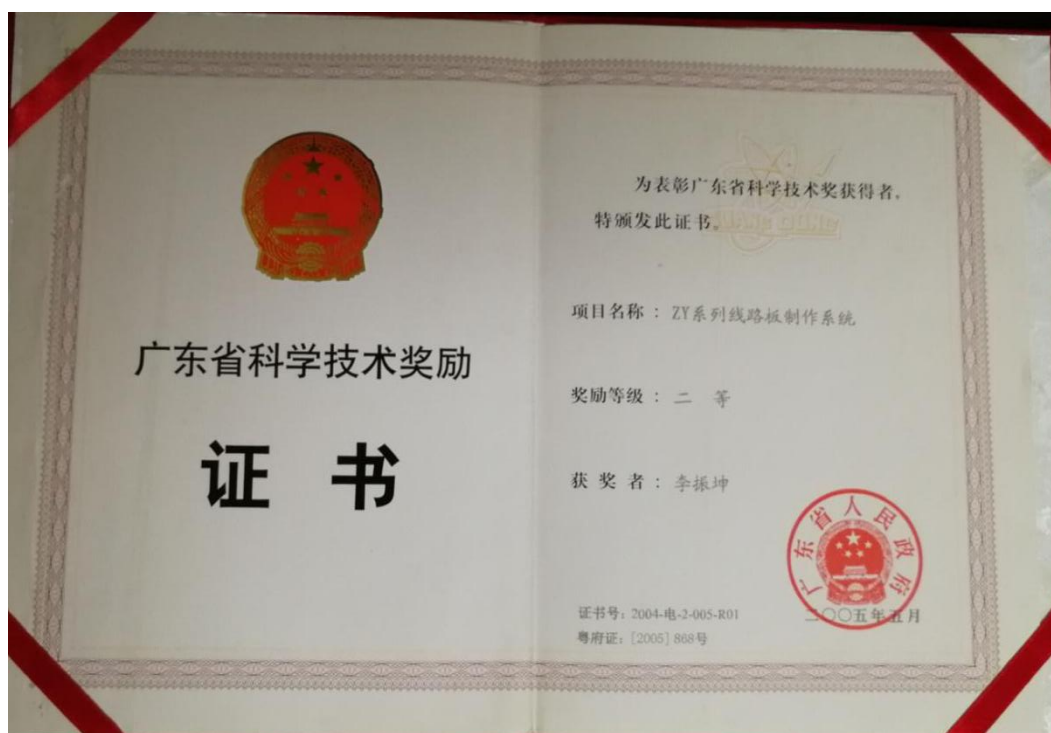 广东省科学技术奖励
证 书
为表彰广东省科学技术奖获得者,
特颁发此证书。
GUANG DONG
项目名称: ZY系列线路板制作系统
奖励等级: 二 等
获 奖 者: 李振坤
广东省人民政府
二〇〇五年五月
证书号: 2004-电-2-005-R01
粤府证: [2005] 868号